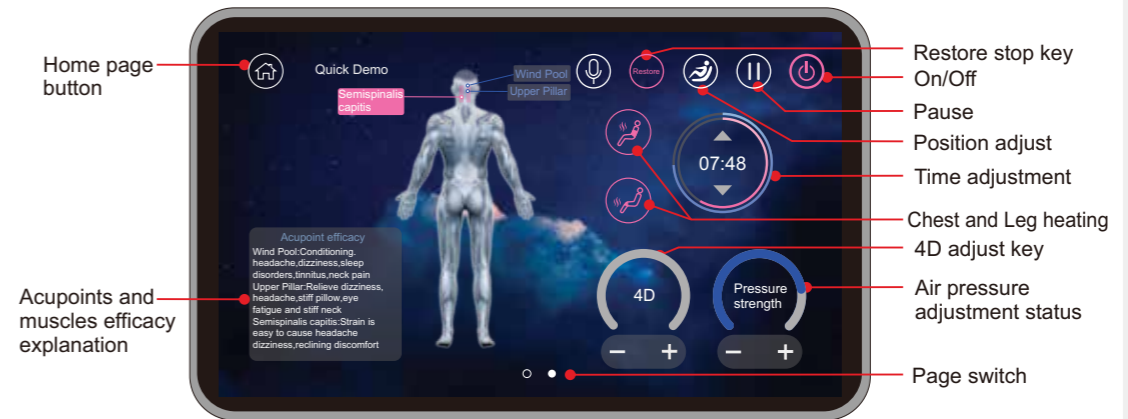 Home page
button
Quick Demo
Wind Pool
Upper Pillar
Semispinalis
capitis
Restore
Restore stop key
On/Off
Pause
Position adjust
07:48
Time adjustment
Chest and Leg heating
4D adjust key
4D
Pressure
strength
Air pressure
adjustment status
Acupoint efficacy
Wind Pool:Conditioning.
headache,dizziness,sleep
disorders,tinnitus,neck pain
Upper Pillar:Relieve dizziness,
headache,stiff pillow,eye
fatigue and stiff neck
Semispinalis capitis:Strain is
easy to cause headache
dizziness,reclining discomfort
Acupoints and
muscles efficacy
explanation
− +
− +
Page switch